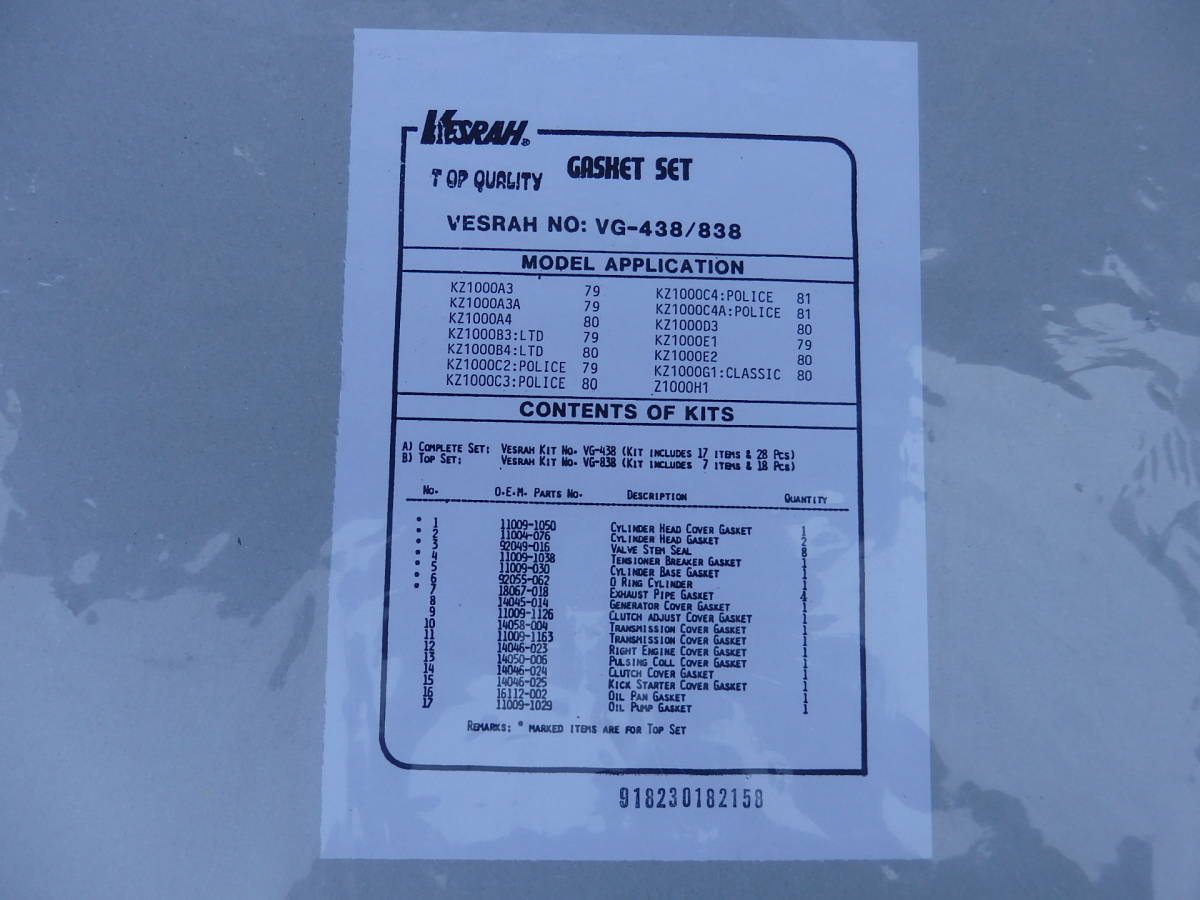 VESRAH®
TOP QUALITY GASKET SET
VESRAH NO: VG-438/838
MODEL APPLICATION
KZ1000A3 79 KZ1000C4:POLICE 81
KZ1000A3A 79 KZ1000C4A:POLICE 81
KZ1000A4 80 KZ1000D3 80
KZ1000B3:LTD 79 KZ1000E1 79
KZ1000B4:LTD 80 KZ1000E2 80
KZ1000C2:POLICE 79 KZ1000G1:CLASSIC 80
KZ1000C3:POLICE 80 Z1000H1
CONTENTS OF KITS
A) COMPLETE SET: VESRAH KIT NO. VG-438 (KIT INCLUDES 17 ITEMS & 28 PCS)
B) TOP SET: VESRAH KIT NO. VG-838 (KIT INCLUDES 7 ITEMS & 18 PCS)
NO. O.E.M. PARTS NO. DESCRIPTION QUANTITY
* 1 11009-1050 CYLINDER HEAD COVER GASKET 1
* 2 11004-076 CYLINDER HEAD GASKET 2
* 3 92049-016 VALVE STEM SEAL 8
* 4 11009-1038 TENSIONER BREAKER GASKET 1
* 5 11009-030 CYLINDER BASE GASKET 1
* 6 92055-062 O RING CYLINDER 1
* 7 18067-018 EXHAUST PIPE GASKET 4
8 14045-014 GENERATOR COVER GASKET 1
9 11009-1126 CLUTCH ADJUST COVER GASKET 1
10 14058-004 TRANSMISSION COVER GASKET 1
11 11009-1163 TRANSMISSION COVER GASKET 1
12 14046-023 RIGHT ENGINE COVER GASKET 1
13 14050-006 PULSING COLL COVER GASKET 1
14 14046-024 CLUTCH COVER GASKET 1
15 14046-025 KICK STARTER COVER GASKET 1
16 16112-002 OIL PAN GASKET 1
17 11009-1029 OIL PUMP GASKET 1
REMARKS: * MARKED ITEMS ARE FOR TOP SET
918230182158